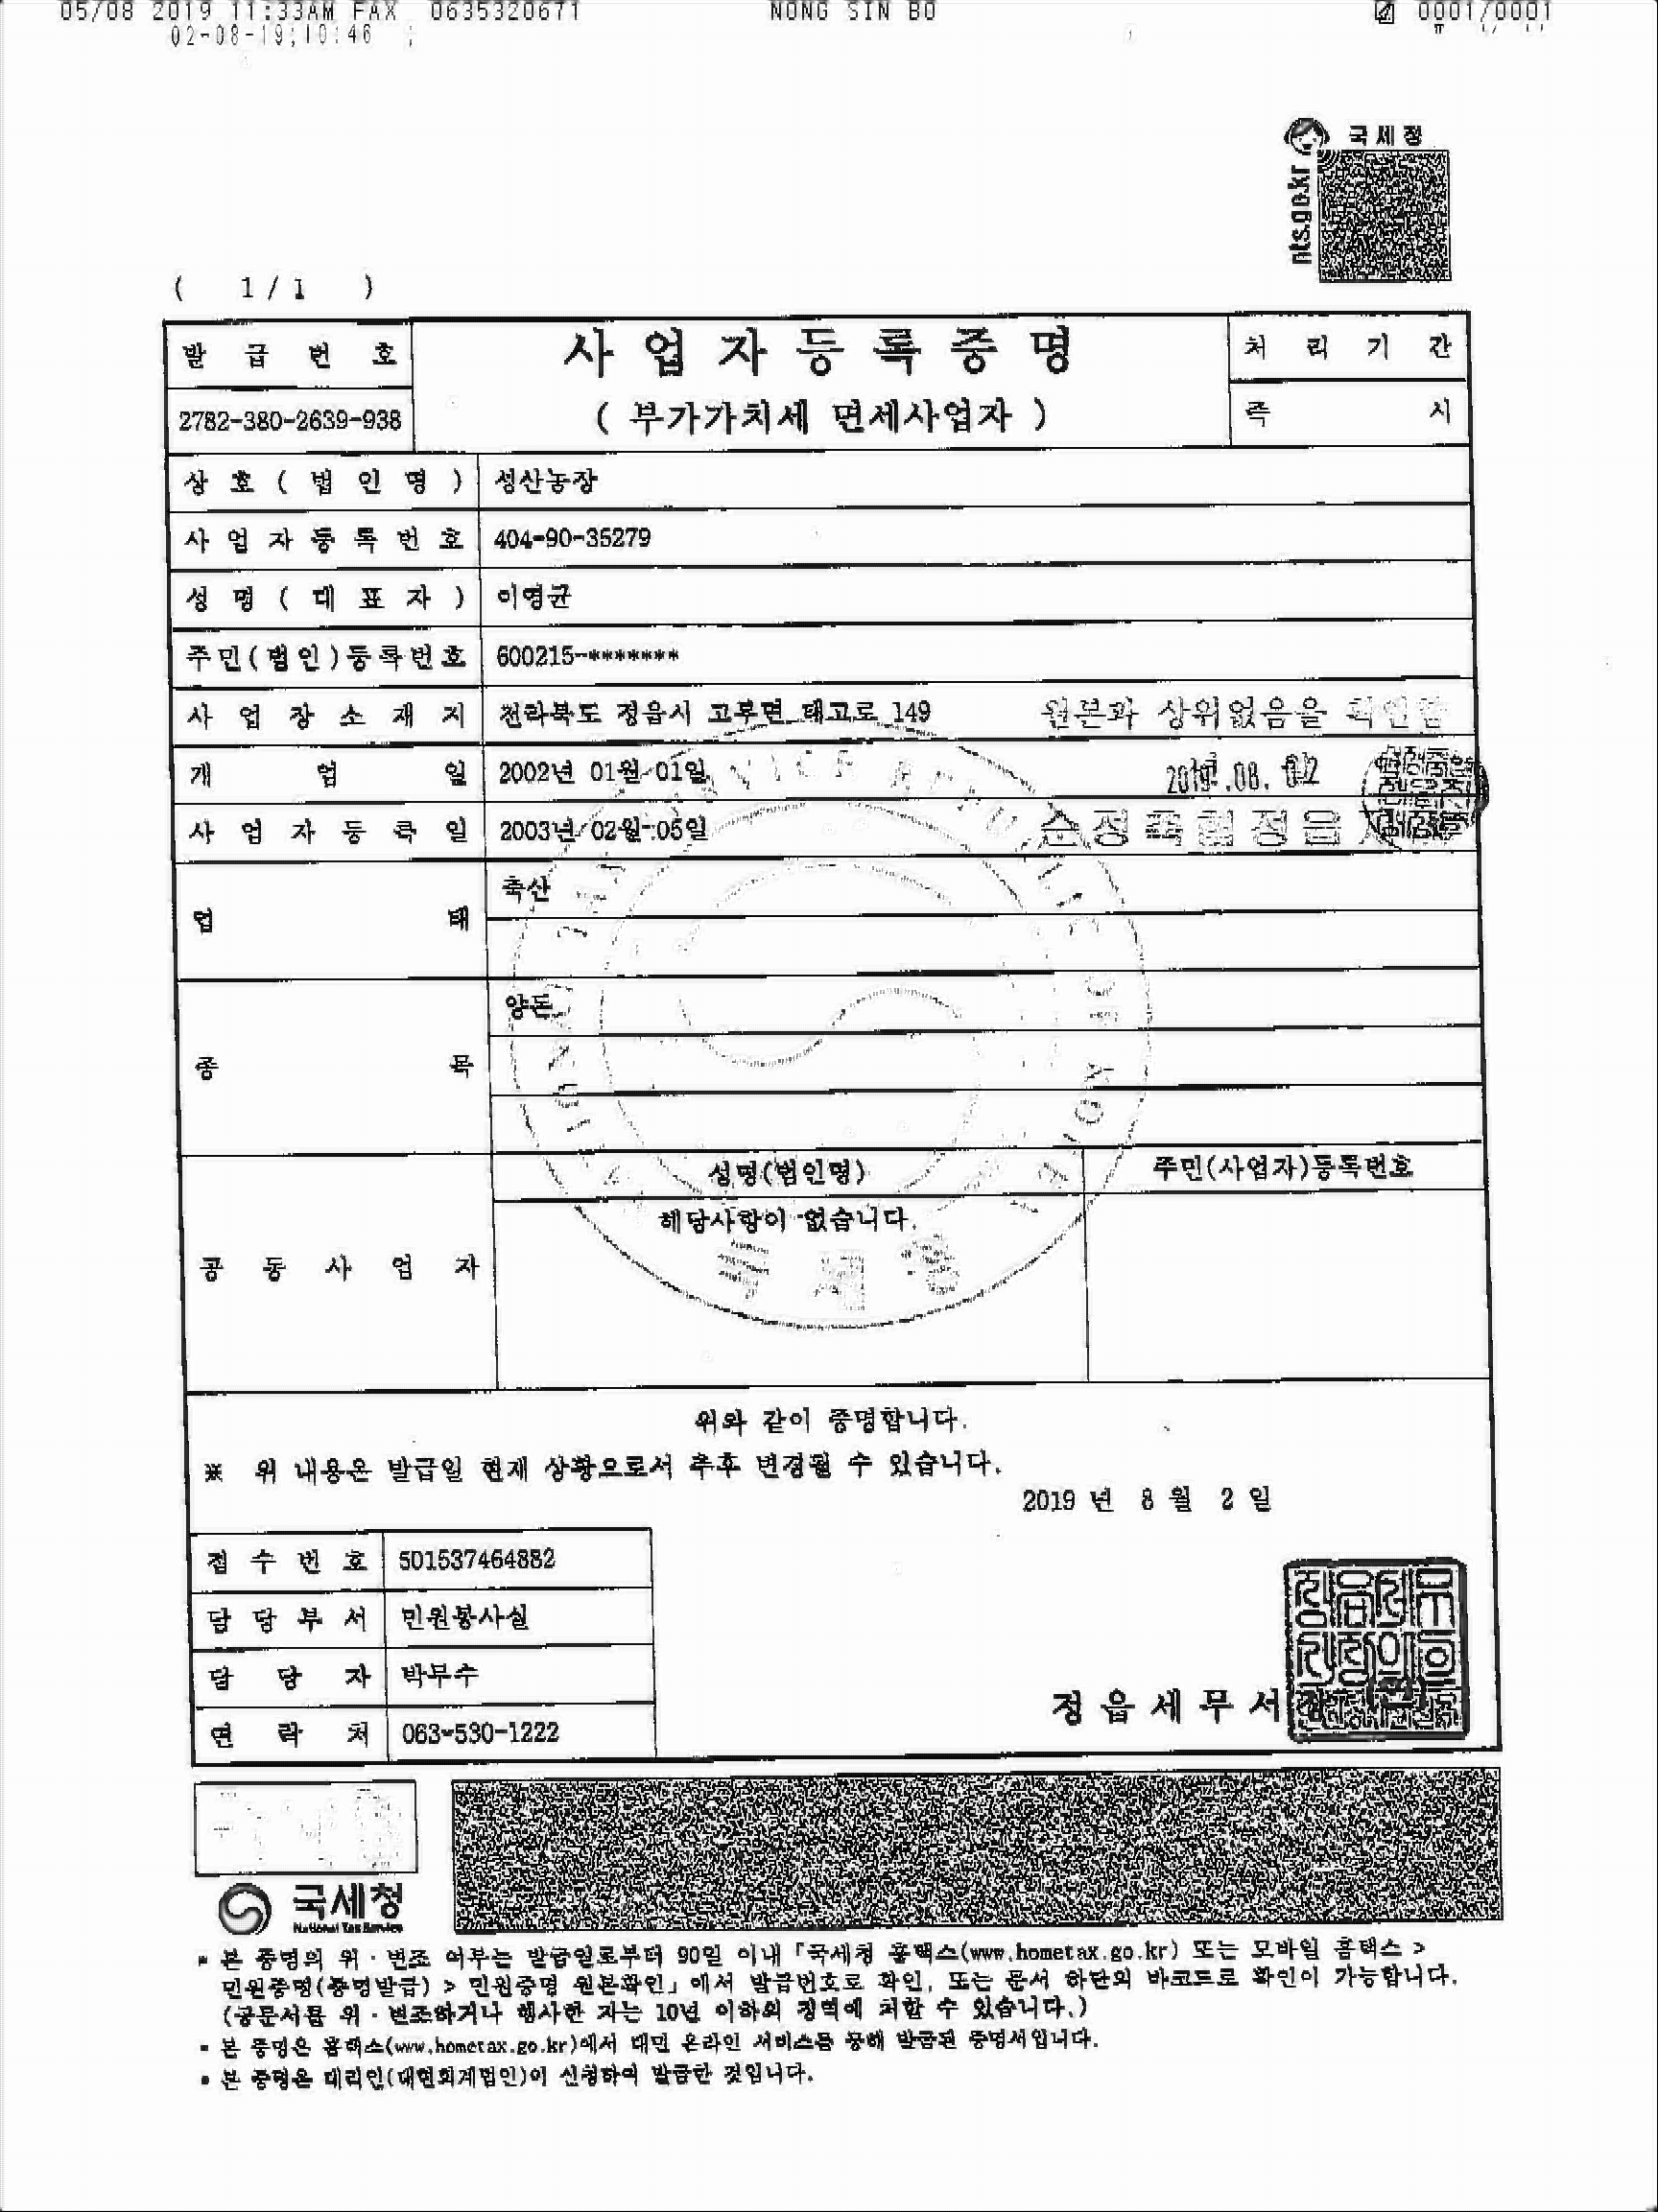 05/08 2019 11:33AM FAX 0635320671 NONG SIN BO 0001/0001
02-08-19;10:46 ;
국세청
nts.go.kr
( 1 / 1 )
발 급 번 호
사 업 자 등 록 증 명
처 리 기 간
2782-380-2639-938
( 부가가치세 면세사업자 )
즉 시
상 호 ( 법 인 명 ) 성산농장
사 업 자 등 록 번 호 404-90-35279
성 명 ( 대 표 자 ) 이영균
주민(법인)등록번호 600215-*******
사 업 장 소 재 지 전라북도 정읍시 고부면 태고로 149
원본과 상위없음을 확인함
개 업 일 2002년 01월 01일
2019. .08. 02
사 업 자 등 록 일 2003년 02월 05일
순정축협정읍
업 태 축산
종 목 양돈
성명(법인명) 주민(사업자)등록번호
해당사항이 없습니다.
공 동 사 업 자
국세청
위와 같이 증명합니다.
※ 위 내용은 발급일 현재 상황으로서 추후 변경될 수 있습니다.
2019 년 8 월 2 일
접 수 번 호 501537464882
담 당 부 서 민원봉사실
담 당 자 박무수
연 락 처 063-530-1222
정 읍 세 무 서 장
국세청
National Tax Service
* 본 증명의 위·변조 여부는 발급일로부터 90일 이내 「국세청 홈택스(www.hometax.go.kr) 또는 모바일 홈택스 >
민원증명(증명발급) > 민원증명 원본확인」에서 발급번호로 확인, 또는 문서 하단의 바코드로 확인이 가능합니다.
(공문서를 위·변조하거나 행사한 자는 10년 이하의 징역에 처할 수 있습니다.)
* 본 증명은 홈택스(www.hometax.go.kr)에서 대민 온라인 서비스를 통해 발급된 증명서입니다.
* 본 증명은 대리인(대현회계법인)이 신청하여 발급한 것입니다.